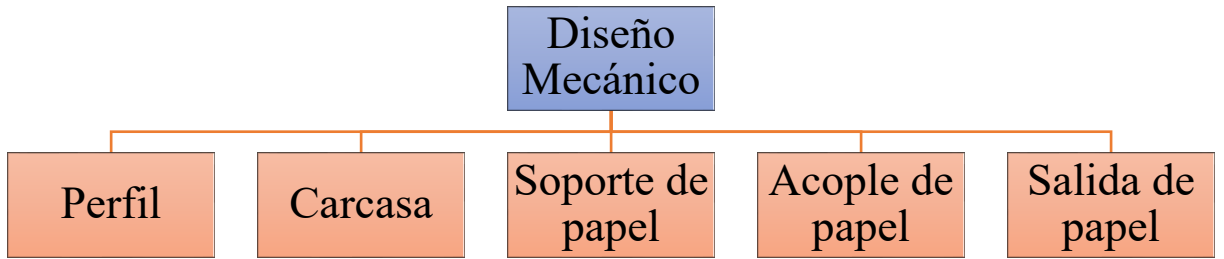 Diseño
Mecánico
Perfil
Carcasa
Soporte de
papel
Acople de
papel
Salida de
papel